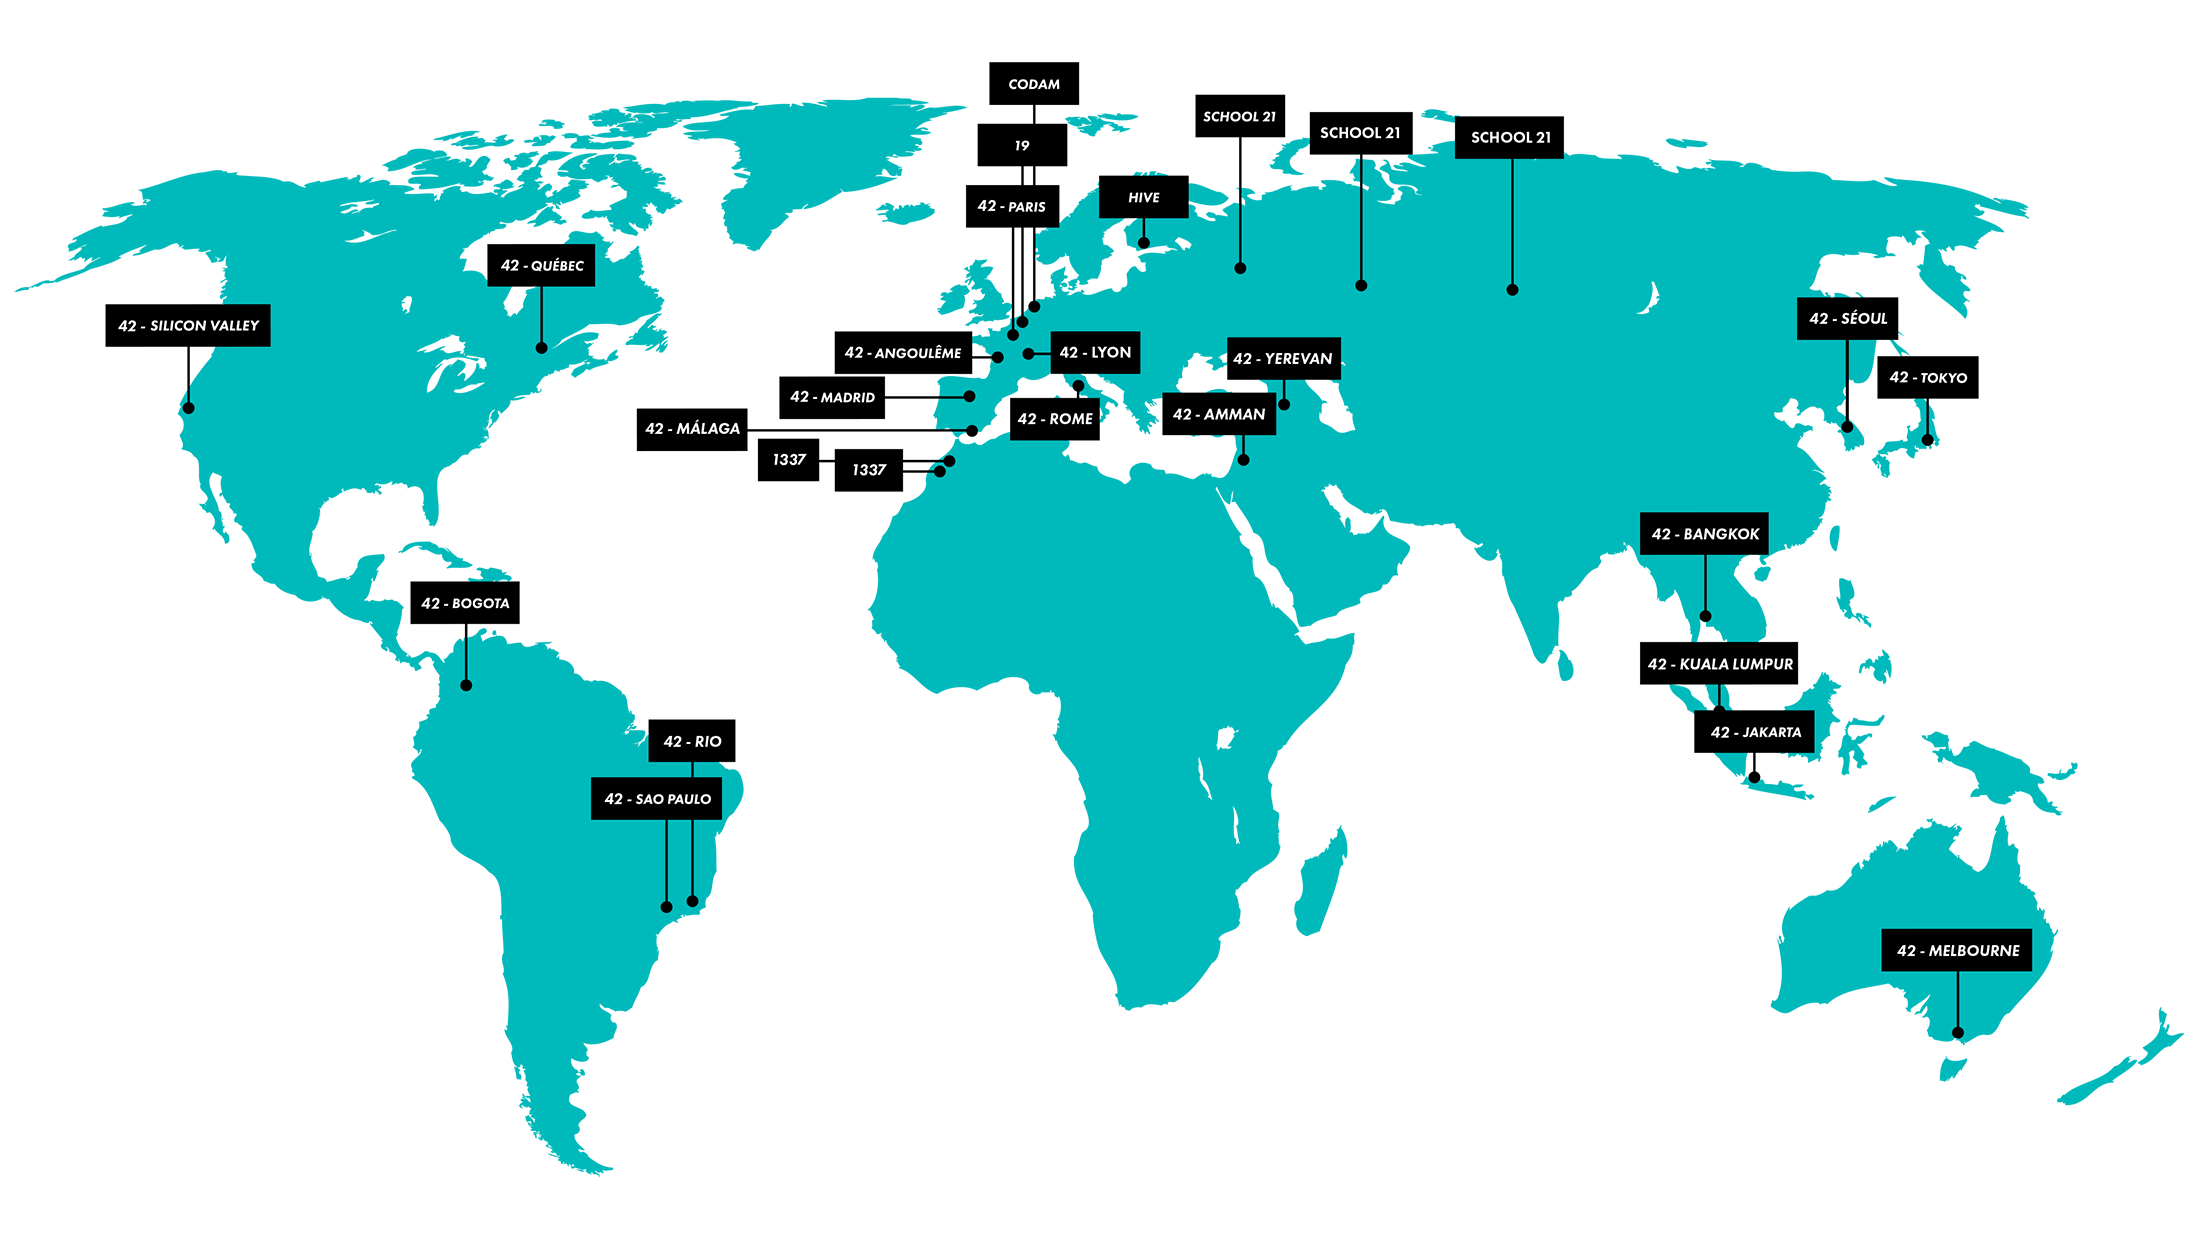 CODAM
SCHOOL 21
SCHOOL 21
SCHOOL 21
19
HIVE
42 - PARIS
42 - QUÉBEC
42 - SILICON VALLEY
42 - SÉOUL
42 - ANGOULÊME
42 - LYON
42 - YEREVAN
42 - TOKYO
42 - MADRID
42 - ROME
42 - AMMAN
42 - MÁLAGA
1337
1337
42 - BANGKOK
42 - BOGOTA
42 - KUALA LUMPUR
42 - JAKARTA
42 - RIO
42 - SAO PAULO
42 - MELBOURNE